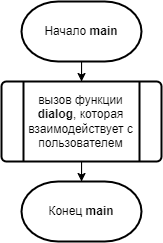 Начало main
вызов функции
dialog, которая
взаимодействует с
пользователем
Конец main